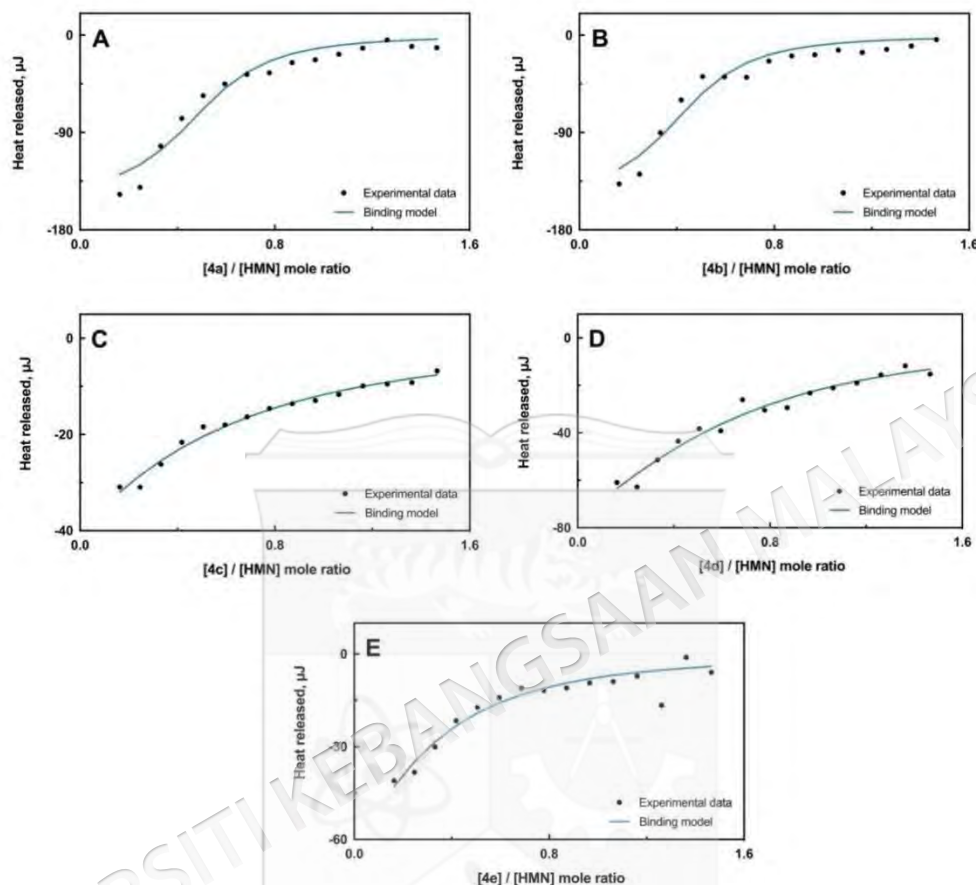 A
B
0
-90
-180
Heat released, µJ
Experimental data
Binding model
0.0
0.8
1.6
[4a] / [HMN] mole ratio
0
-90
-180
Heat released, µJ
Experimental data
Binding model
0.0
0.8
1.6
[4b] / [HMN] mole ratio
C
D
0
-20
-40
Heat released, µJ
Experimental data
Binding model
0.0
0.8
1.6
[4c] / [HMN] mole ratio
0
-40
-80
Heat released, µJ
Experimental data
Binding model
0.0
0.8
1.6
[4d] / [HMN] mole ratio
E
0
-30
-60
Heat released, µJ
Experimental data
Binding model
0.0
0.8
1.6
[4e] / [HMN] mole ratio
RSITI KEBANGSAAN MALAYS